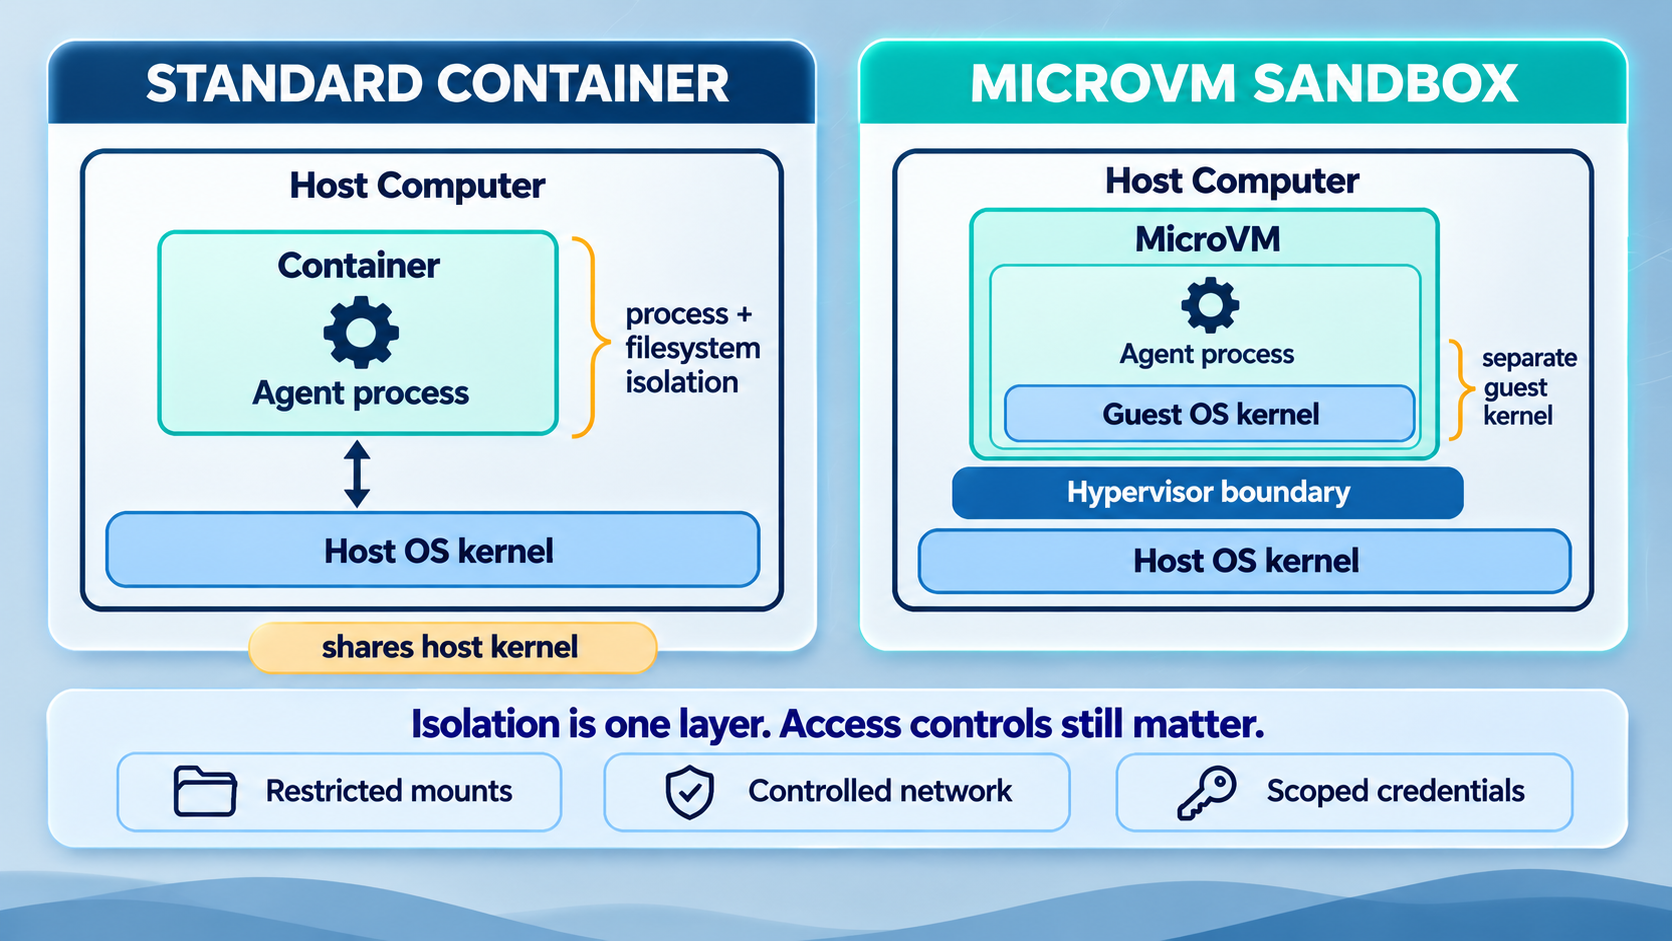 STANDARD CONTAINER
Host Computer
Container
Agent process
process +
filesystem
isolation
Host OS kernel
shares host kernel
MICROVM SANDBOX
Host Computer
MicroVM
Agent process
Guest OS kernel
separate
guest
kernel
Hypervisor boundary
Host OS kernel
Isolation is one layer. Access controls still matter.
Restricted mounts
Controlled network
Scoped credentials